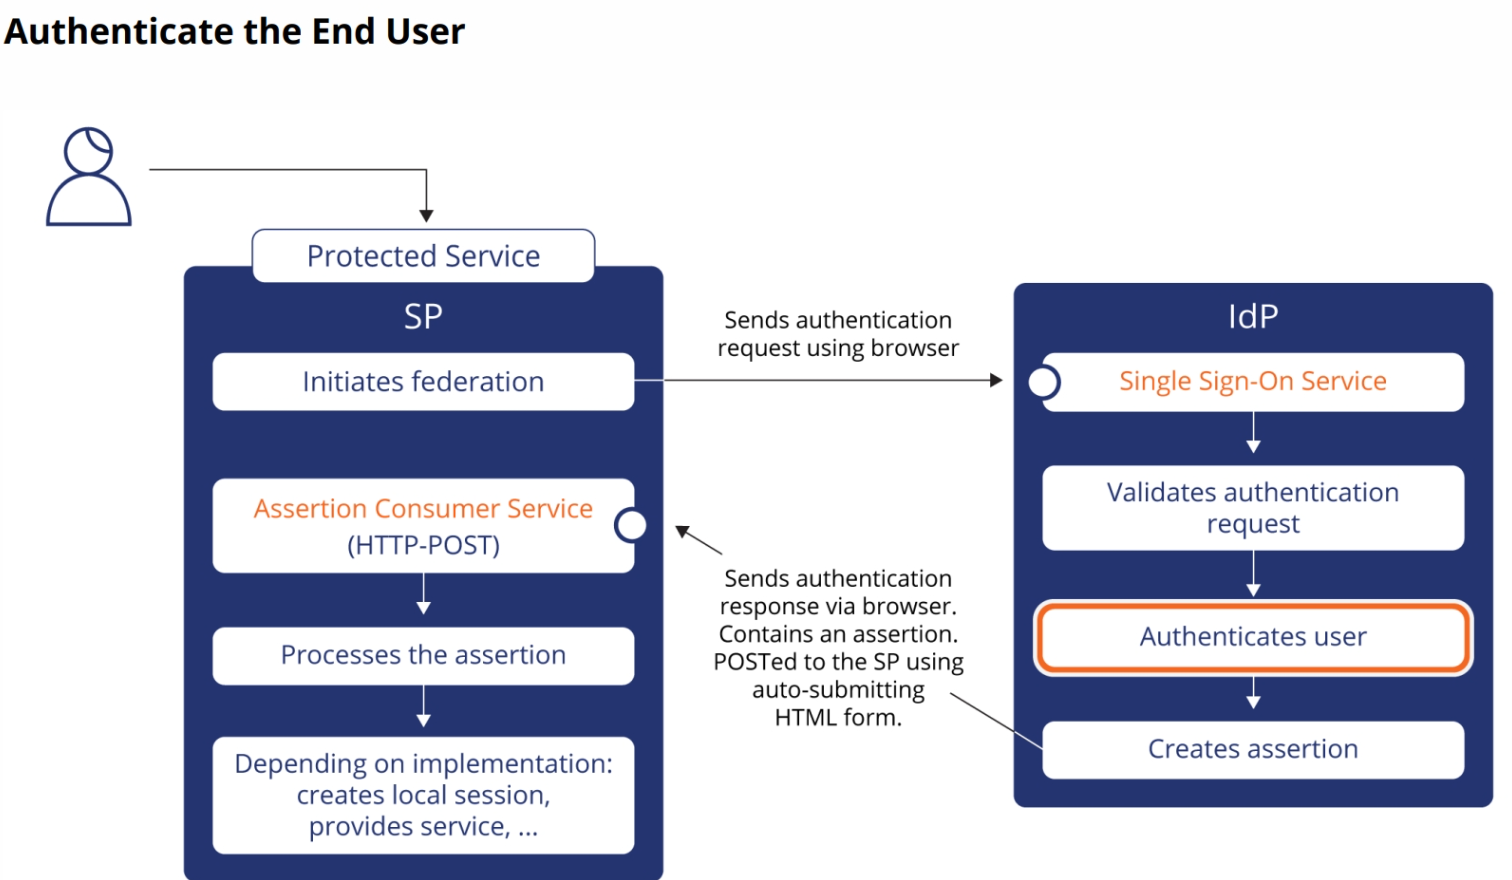 Authenticate the End User
Protected Service
SP
Initiates federation
Assertion Consumer Service
(HTTP-POST)
Processes the assertion
Depending on implementation:
creates local session,
provides service, ...
Sends authentication
request using browser
Sends authentication
response via browser.
Contains an assertion.
POSTed to the SP using
auto-submitting
HTML form.
IdP
Single Sign-On Service
Validates authentication
request
Authenticates user
Creates assertion